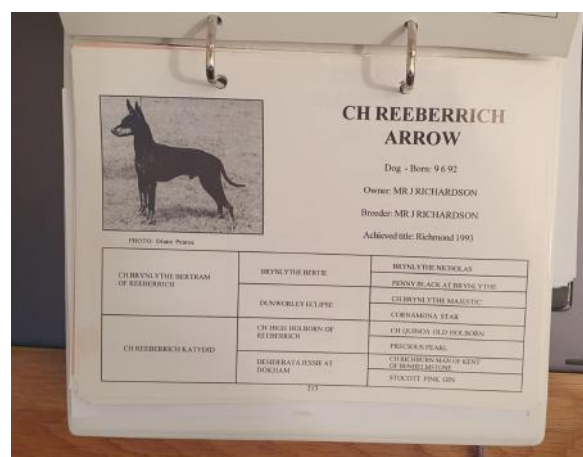 CH REEBERRICH
ARROW
Dog - Born: 9 6 92
Owner: MR J RICHARDSON
Breeder: MR J RICHARDSON
Achieved title: Richmond 1993
PHOTO: Diane Pearce
CH BRYNLYTHE BERTRAM
OF REEBERRICH
CH REEBERRICH KATYDID
BRYNLYTHE BERTIE
DUNWORLEY ECLIPSE
CH HIGH HOLBORN OF
REEBERRICH
DESIDERATA JESSIE AT
DOKHAM
BRYNLYTHE NICHOLAS
PENNY BLACK AT BRYNLYTHE
CH BRYNLYTHE MAJESTIC
CORNAMONA STAR
CH QUINOA OLD HOLBORN
PRECIOUS PEARL
CH RICHBURN MAN OF KENT
OF
STOCOTT PINK GIN
213